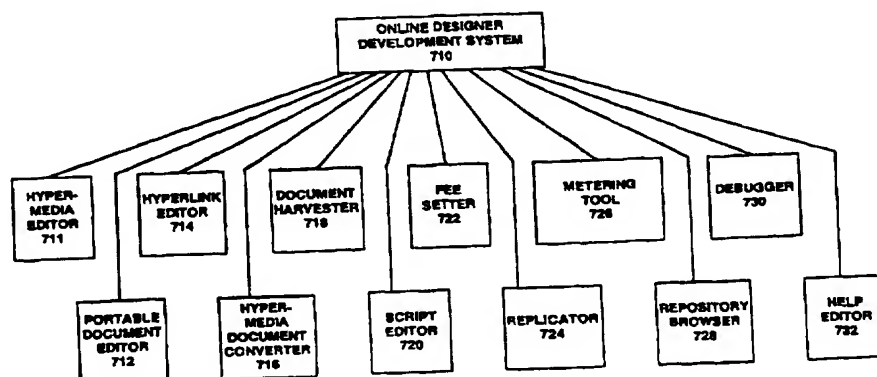 ONLINE DESIGNER
DEVELOPMENT SYSTEM
710
HYPER-
MEDIA
EDITOR
711
HYPERLINK
EDITOR
714
DOCUMENT
HARVESTER
718
FEE
SETTER
722
METERING
TOOL
726
DEBUGGER
730
PORTABLE
DOCUMENT
EDITOR
712
HYPER-
MEDIA
DOCUMENT
CONVERTER
716
SCRIPT
EDITOR
720
REPLICATOR
724
REPOSITORY
BROWSER
728
HELP
EDITOR
732